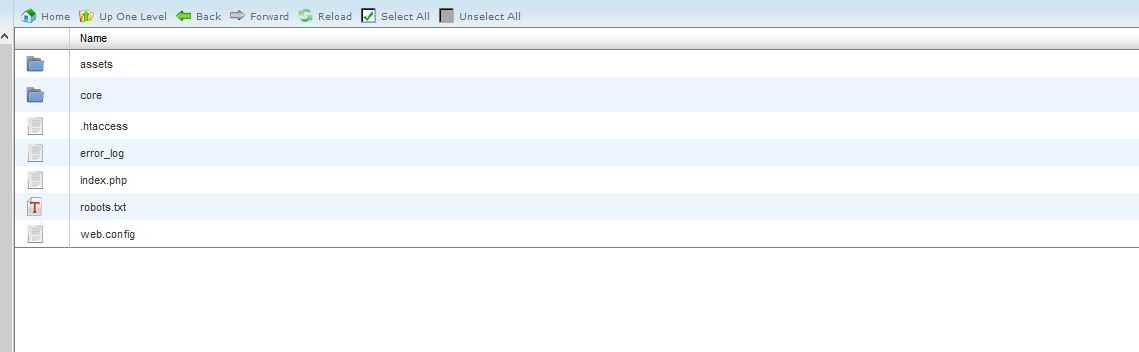 Home Up One Level Back Forward Reload Select All Unselect All
Name
assets
core
.htaccess
error_log
index.php
T robots.txt
web.config